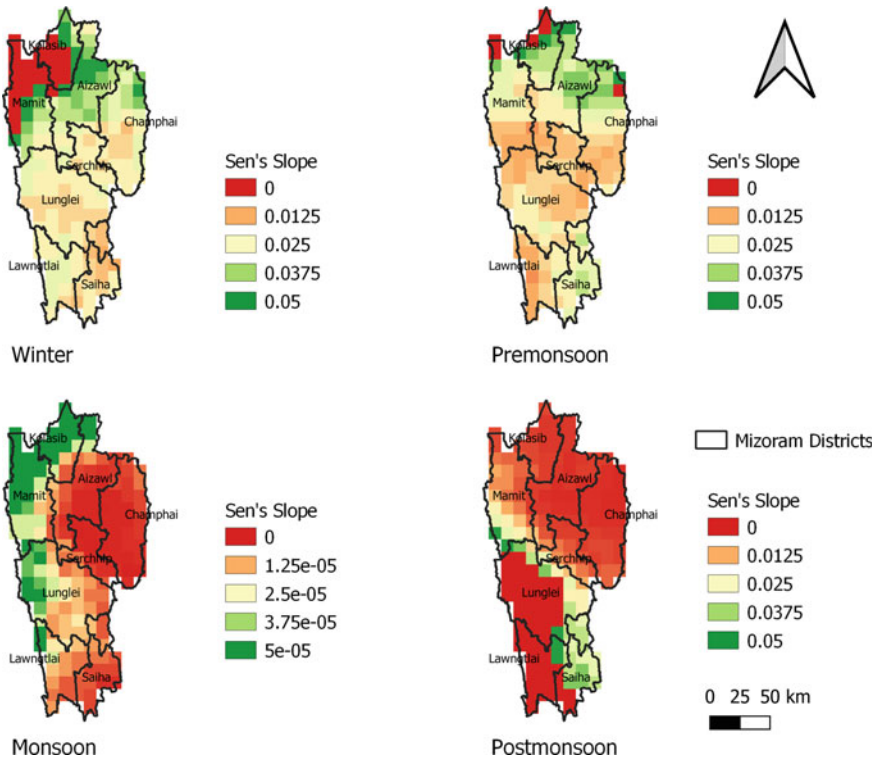 Kolasib
Aizawl
Mamit
Champhai
Serchhip
Lunglei
Lawngtlai
Saiha
Sen's Slope
0
0.0125
0.025
0.0375
0.05
Winter
Kolasib
Aizawl
Mamit
Champhai
Serchhip
Lunglei
Lawngtlai
Saiha
Sen's Slope
0
0.0125
0.025
0.0375
0.05
Premonsoon
Kolasib
Aizawl
Mamit
Champhai
Serchhip
Lunglei
Lawngtlai
Saiha
Sen's Slope
0
1.25e-05
2.5e-05
3.75e-05
5e-05
Monsoon
Kolasib
Aizawl
Mamit
Champhai
Serchhip
Lunglei
Lawngtlai
Saiha
Mizoram Districts
Sen's Slope
0
0.0125
0.025
0.0375
0.05
0 25 50 km
Postmonsoon